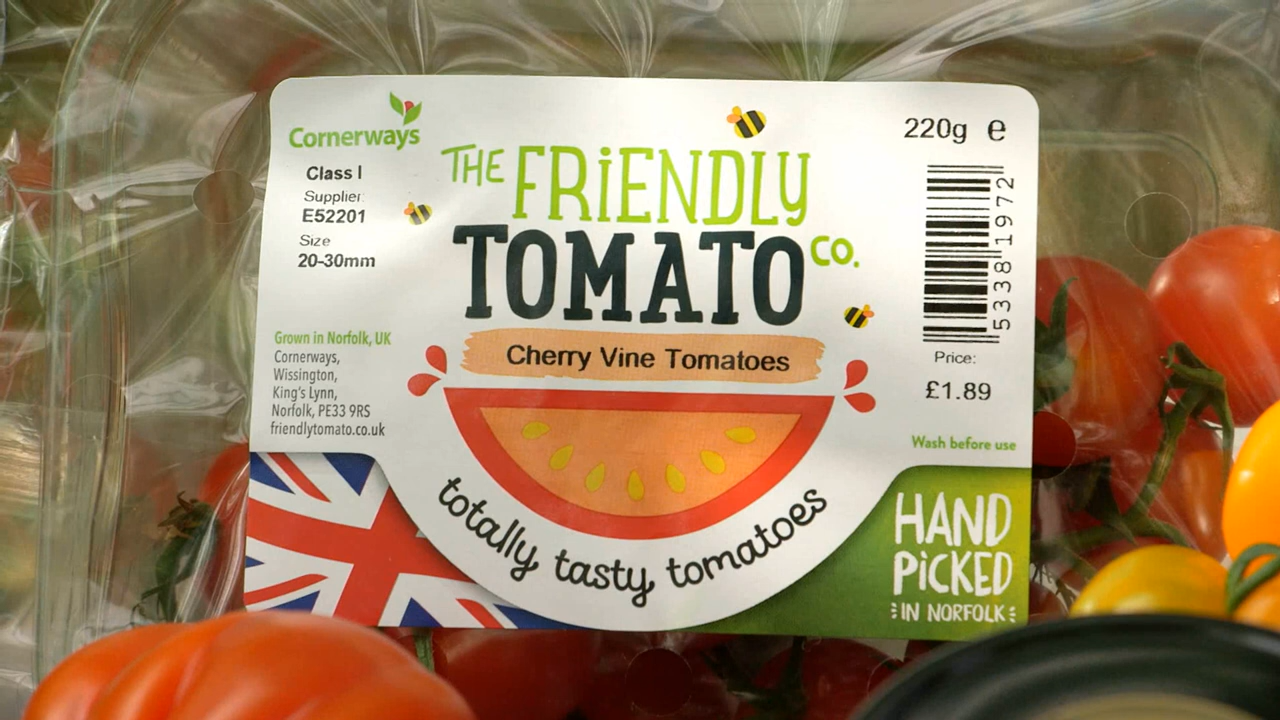 Cornerways
Class I
Supplier:
E52201
Size
20-30mm
THE FRiENDLY
TOMATO CO.
Cherry Vine Tomatoes
totally tasty tomatoes
Grown in Norfolk, UK
Cornerways,
Wissington,
King's Lynn,
Norfolk, PE33 9RS
friendlytomato.co.uk
220g ℮
53381972
Price:
£1.89
Wash before use
HAND
PiCKED
IN NORFOLK